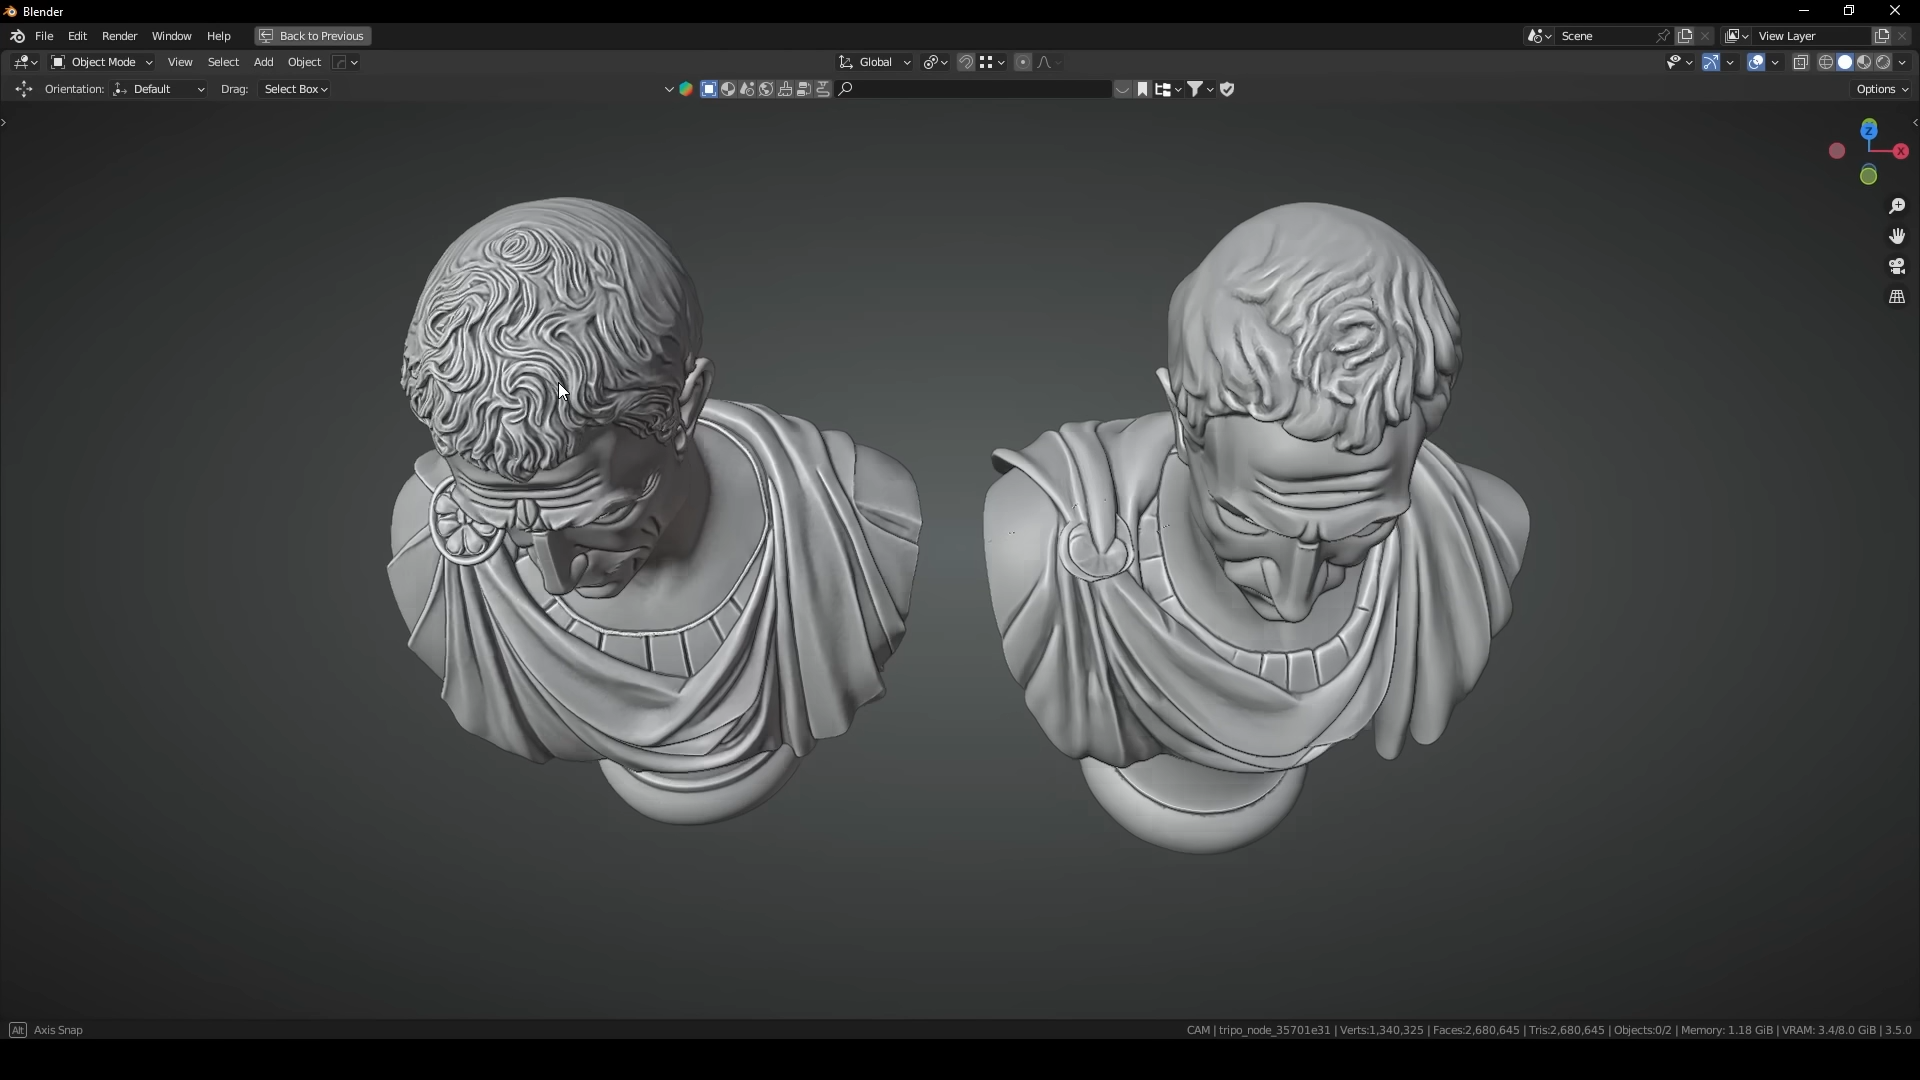 Blender
File Edit Render Window Help Back to Previous Scene View Layer
Object Mode View Select Add Object Global
Orientation: Default Drag: Select Box Options
Z
X
Alt Axis Snap CAM | tripo_node_35701e31 | Verts:1,340,325 | Faces:2,680,645 | Tris:2,680,645 | Objects:0/2 | Memory: 1.18 GiB | VRAM: 3.4/8.0 GiB | 3.5.0